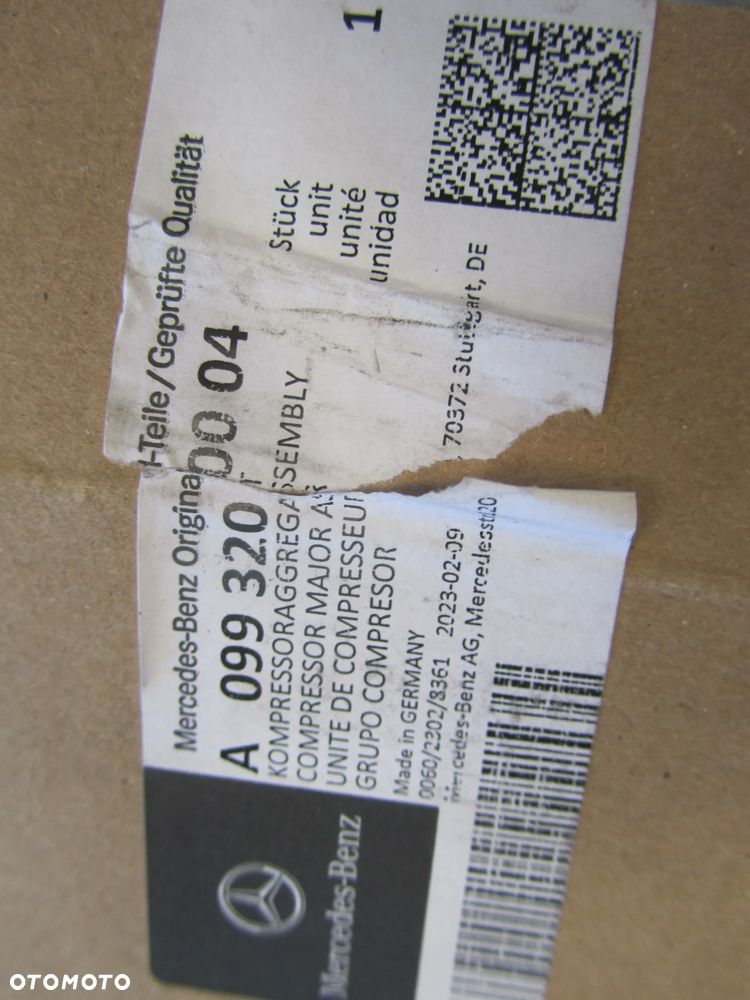 Mercedes-Benz Original-Teile/Geprüfte Qualität
A 099 320 00 04
KOMPRESSORAGGREGAT
COMPRESSOR MAJOR ASSEMBLY
UNITE DE COMPRESSEUR
GRUPO COMPRESOR
Stück
unit
unité
unidad
1
Made in GERMANY
0060/2302/8361 2023-02-09
Mercedes-Benz AG, Mercedesstr. 120, 70372 Stuttgart, DE
Mercedes-Benz
OTOMOTO